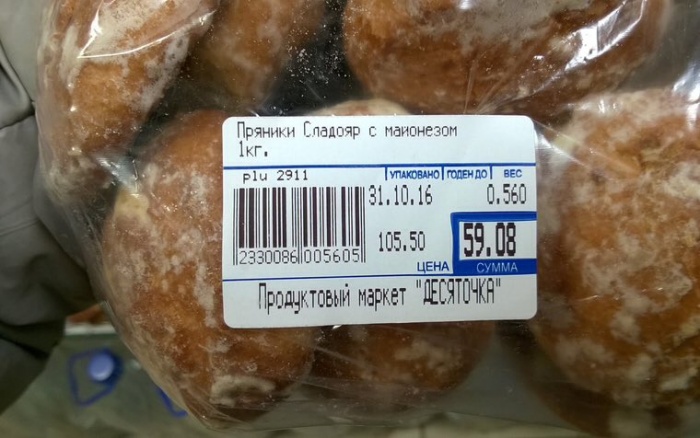 Пряники Сладояр с майонезом
1кг.
plu 2911
УПАКОВАНО ГОДЕН ДО ВЕС
31.10.16 0.560
105.50 59.08
ЦЕНА СУММА
2330086 005605
Продуктовый маркет "ДЕСЯТОЧКА"